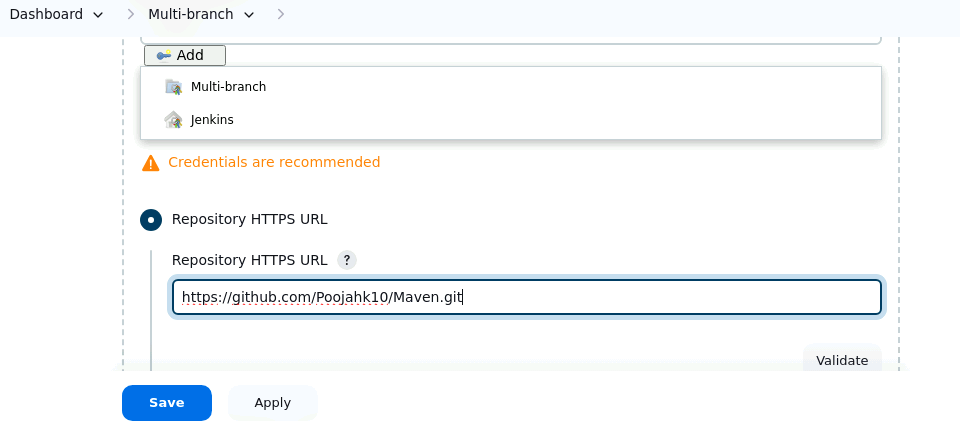 Dashboard Multi-branch
Add
Multi-branch
Jenkins
Credentials are recommended
Repository HTTPS URL
Repository HTTPS URL ?
https://github.com/Poojahk10/Maven.git
Validate
Save Apply